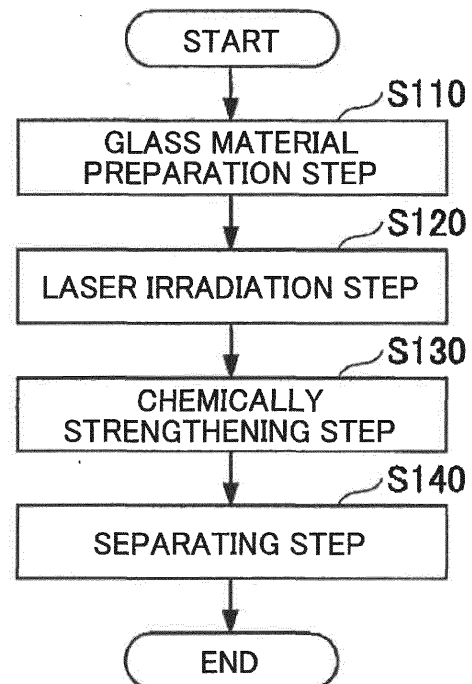 START
S110
GLASS MATERIAL
PREPARATION STEP
S120
LASER IRRADIATION STEP
S130
CHEMICALLY
STRENGTHENING STEP
S140
SEPARATING STEP
END